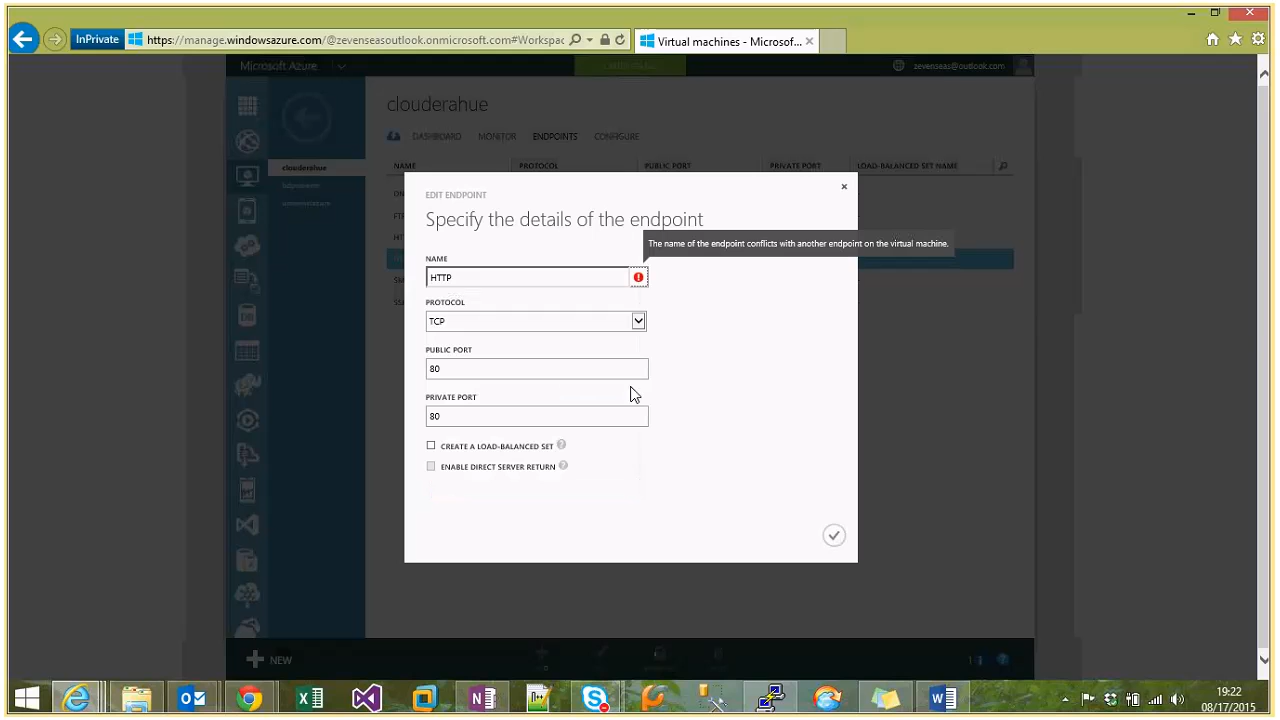 InPrivate
https://manage.windowsazure.com/@zevenseasoutlook.onmicrosoft.com#Workspac
Virtual machines - Microsof...
Microsoft Azure
zevenseas@outlook.com
clouderahue
DASHBOARD MONITOR ENDPOINTS CONFIGURE
clouderahue
NAME PROTOCOL PUBLIC PORT PRIVATE PORT LOAD-BALANCED SET NAME
EDIT ENDPOINT
Specify the details of the endpoint
The name of the endpoint conflicts with another endpoint on the virtual machine.
NAME
HTTP
PROTOCOL
TCP
PUBLIC PORT
80
PRIVATE PORT
80
CREATE A LOAD-BALANCED SET
ENABLE DIRECT SERVER RETURN
NEW
19:22
08/17/2015